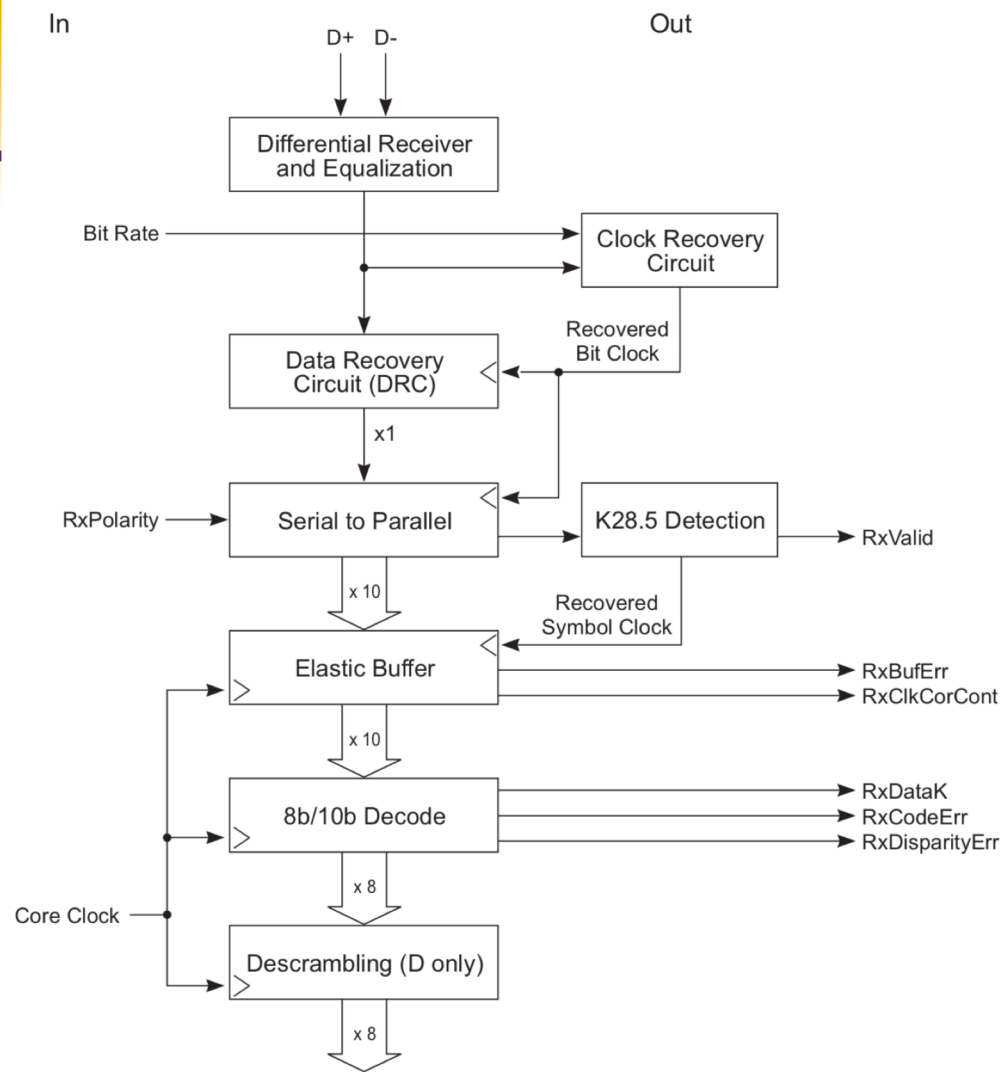 In
Out
D+ D-
Differential Receiver
and Equalization
Bit Rate
Clock Recovery
Circuit
Recovered
Bit Clock
Data Recovery
Circuit (DRC)
x1
RxPolarity
Serial to Parallel
K28.5 Detection
RxValid
x 10
Recovered
Symbol Clock
Elastic Buffer
RxBufErr
RxClkCorCont
x 10
8b/10b Decode
RxDataK
RxCodeErr
RxDisparityErr
x 8
Core Clock
Descrambling (D only)
x 8